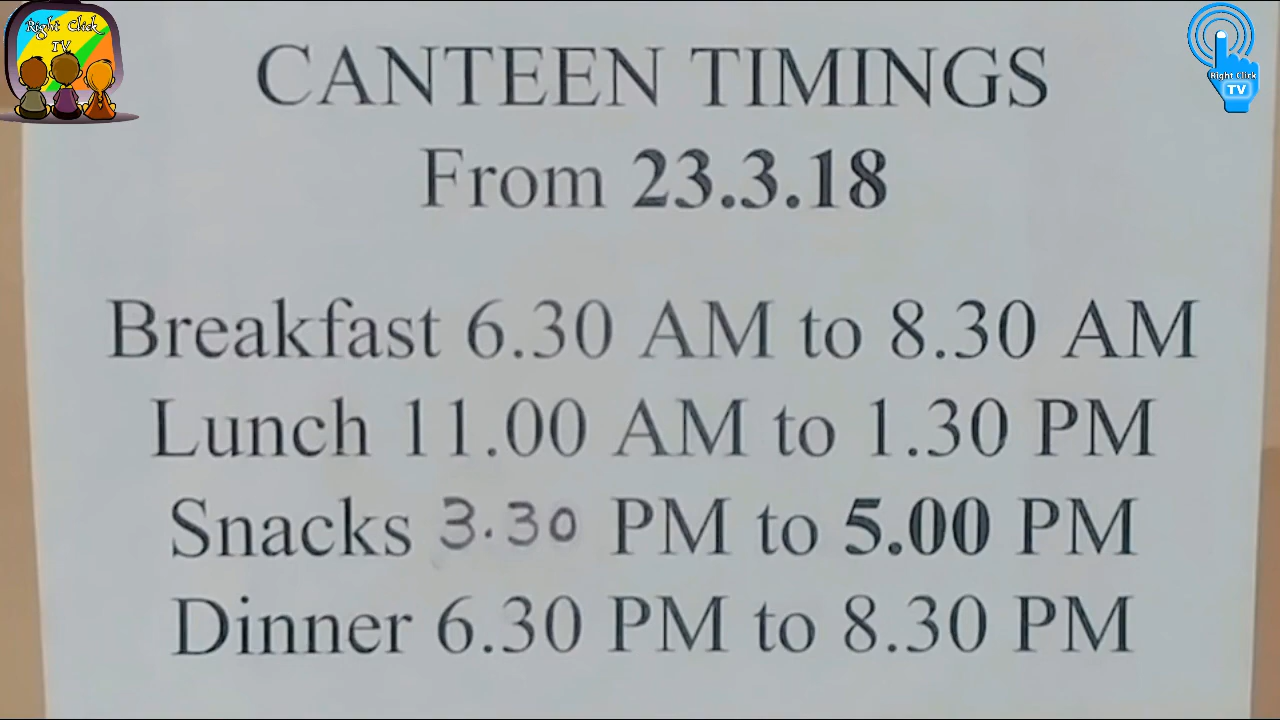 Right Click
TV
Right Click
TV
CANTEEN TIMINGS
From 23.3.18
Breakfast 6.30 AM to 8.30 AM
Lunch 11.00 AM to 1.30 PM
Snacks 3.30 PM to 5.00 PM
Dinner 6.30 PM to 8.30 PM